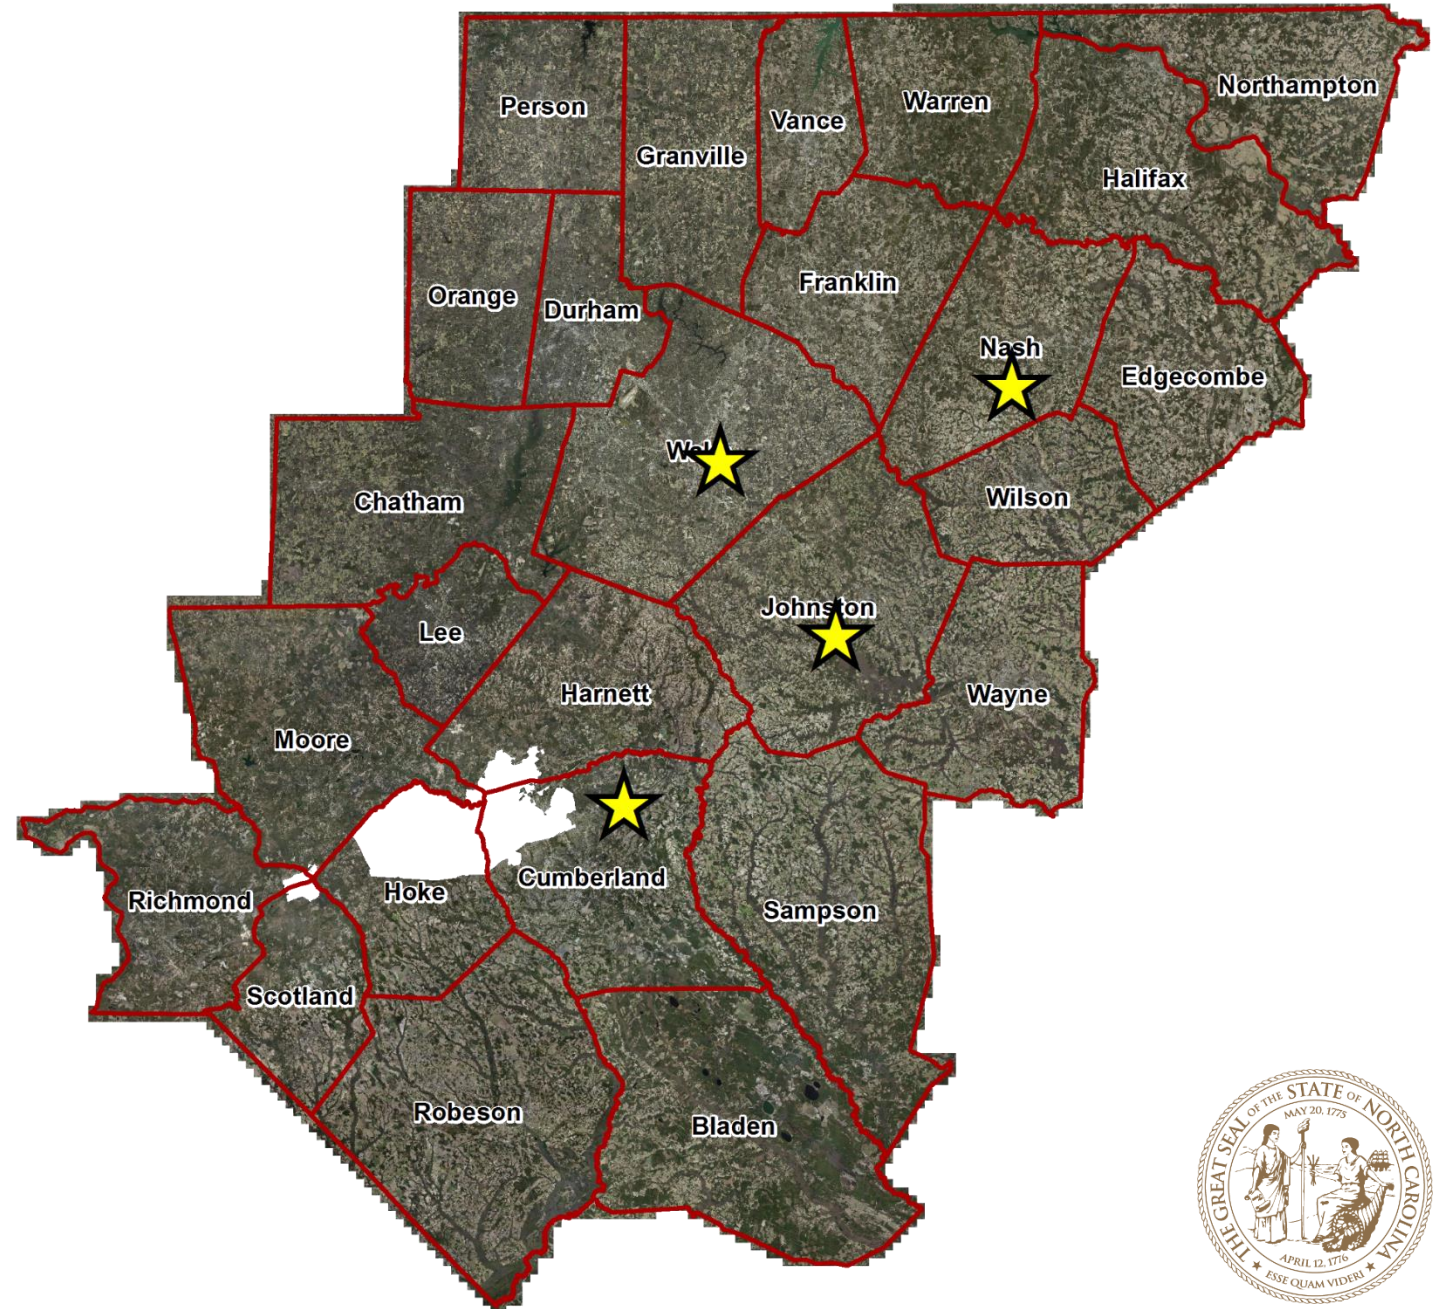 Northampton
Person
Warren
Vance
Granville
Halifax
Franklin
Orange
Durham
Nash
Edgecombe
Wilson
Chatham
Johnston
Lee
Harnett
Wayne
Moore
Cumberland
Richmond
Hoke
Sampson
Scotland
Robeson
Bladen
THE GREAT SEAL OF THE STATE OF NORTH CAROLINA
MAY 20, 1775
APRIL 12, 1776
★ ESSE QUAM VIDERI ★